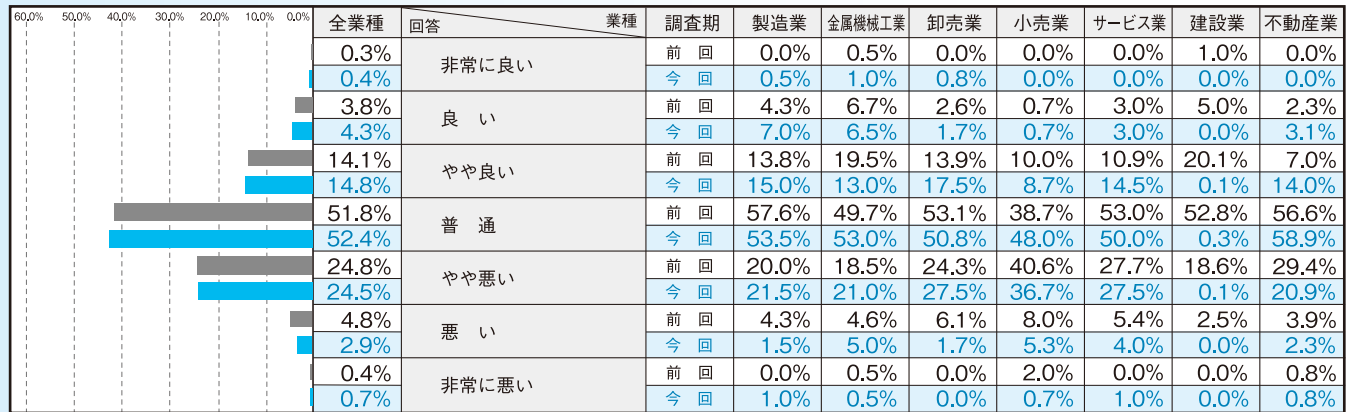 60.0% 50.0% 40.0% 30.0% 20.0% 10.0% 0.0% 全業種 回答 業種 調査期 製造業 金属機械工業 卸売業 小売業 サービス業 建設業 不動産業
0.3% 非常に良い 前 回 0.0% 0.5% 0.0% 0.0% 0.0% 1.0% 0.0%
0.4% 今 回 0.5% 1.0% 0.8% 0.0% 0.0% 0.0% 0.0%
3.8% 良 い 前 回 4.3% 6.7% 2.6% 0.7% 3.0% 5.0% 2.3%
4.3% 今 回 7.0% 6.5% 1.7% 0.7% 3.0% 0.0% 3.1%
14.1% やや良い 前 回 13.8% 19.5% 13.9% 10.0% 10.9% 20.1% 7.0%
14.8% 今 回 15.0% 13.0% 17.5% 8.7% 14.5% 0.1% 14.0%
51.8% 普 通 前 回 57.6% 49.7% 53.1% 38.7% 53.0% 52.8% 56.6%
52.4% 今 回 53.5% 53.0% 50.8% 48.0% 50.0% 0.3% 58.9%
24.8% やや悪い 前 回 20.0% 18.5% 24.3% 40.6% 27.7% 18.6% 29.4%
24.5% 今 回 21.5% 21.0% 27.5% 36.7% 27.5% 0.1% 20.9%
4.8% 悪 い 前 回 4.3% 4.6% 6.1% 8.0% 5.4% 2.5% 3.9%
2.9% 今 回 1.5% 5.0% 1.7% 5.3% 4.0% 0.0% 2.3%
0.4% 非常に悪い 前 回 0.0% 0.5% 0.0% 2.0% 0.0% 0.0% 0.8%
0.7% 今 回 1.0% 0.5% 0.0% 0.7% 1.0% 0.0% 0.8%